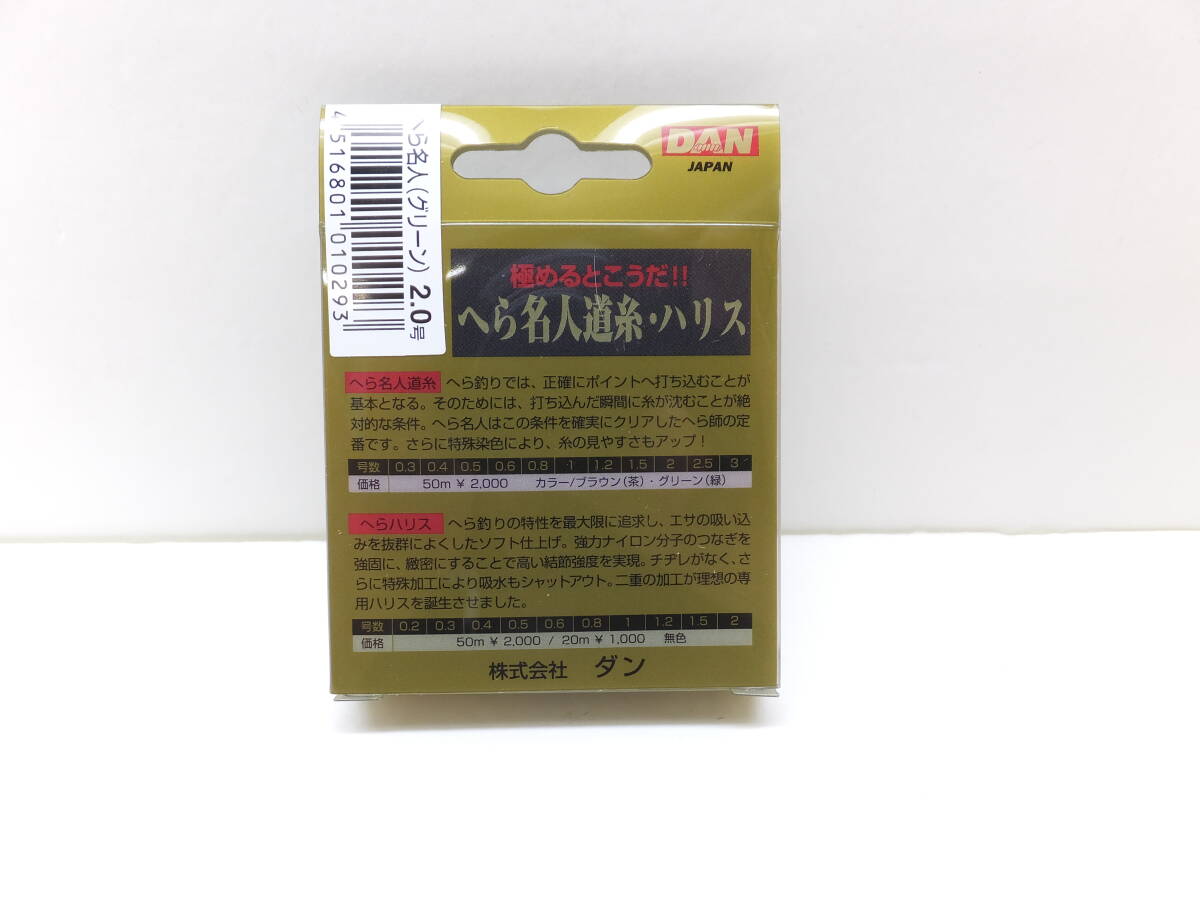 へら名人(グリーン) 2.0号
4 516801 010293
DAN
JAPAN
極めるとこうだ!!
へら名人道糸・ハリス
へら名人道糸 へら釣りでは、正確にポイントへ打ち込むことが
基本となる。そのためには、打ち込んだ瞬間に糸が沈むことが絶
対的な条件。へら名人はこの条件を確実にクリアしたへら師の定
番です。さらに特殊染色により、糸の見やすさもアップ!
号数 0.3 0.4 0.5 0.6 0.8 1 1.2 1.5 2 2.5 3
価格 50m ¥2,000 カラー/ブラウン(茶)・グリーン(緑)
へらハリス へら釣りの特性を最大限に追求し、エサの吸い込
みを抜群によくしたソフト仕上げ。強力ナイロン分子のつなぎを
強固に、緻密にすることで高い結節強度を実現。チヂレがなく、さ
らに特殊加工により吸水もシャットアウト。二重の加工が理想の専
用ハリスを誕生させました。
号数 0.2 0.3 0.4 0.5 0.6 0.8 1 1.2 1.5 2
価格 50m ¥2,000 / 20m ¥1,000 無色
株式会社 ダン